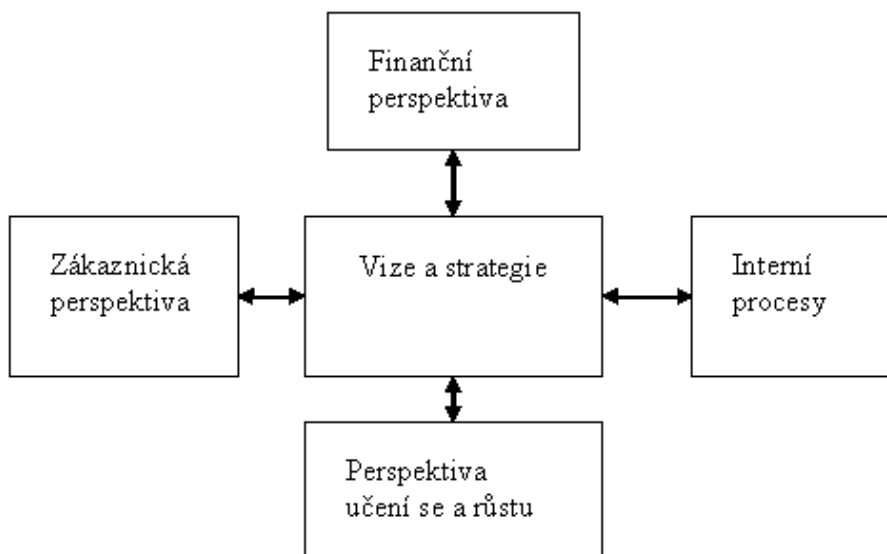 Finanční
perspektiva
Zákaznická
perspektiva
Vize a strategie
Interní
procesy
Perspektiva
učení se a růstu